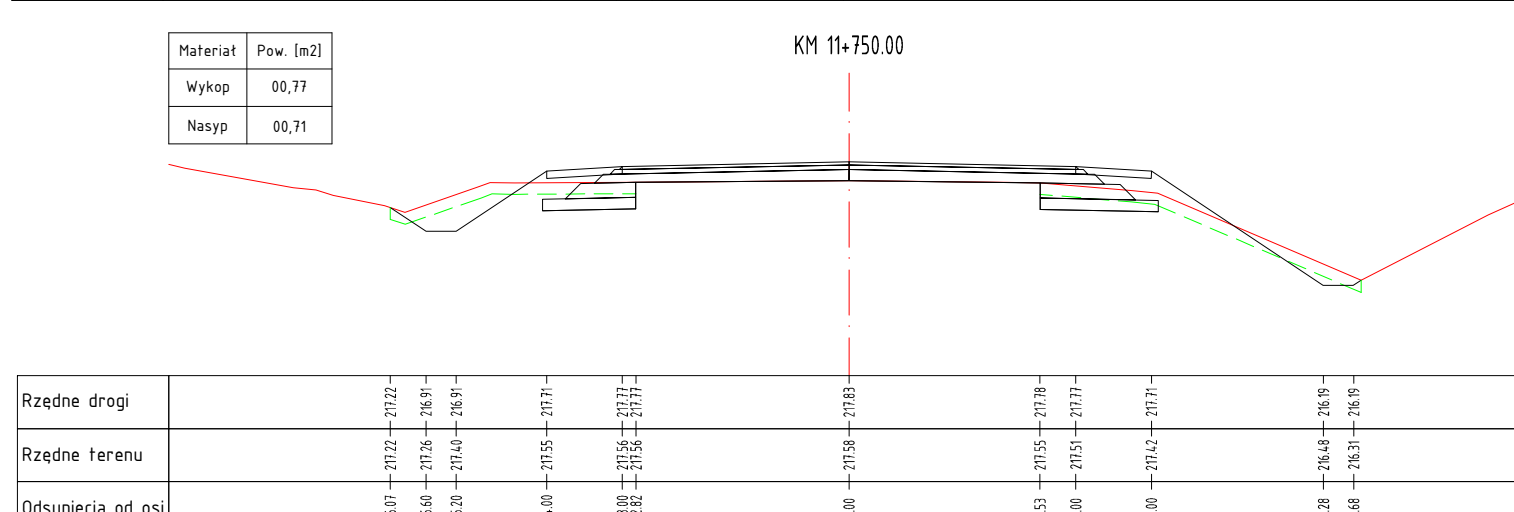 KM 11+750.00
Materiał Pow. [m2]
Wykop 00,77
Nasyp 00,71
Rzędne drogi 217.22 216.91 216.91 217.71 217.77 217.77 217.83 217.78 217.77 217.71 216.19 216.19
Rzędne terenu 217.22 217.26 217.40 217.55 217.56 217.56 217.58 217.55 217.51 217.42 216.48 216.31
Odsunięcia od osi